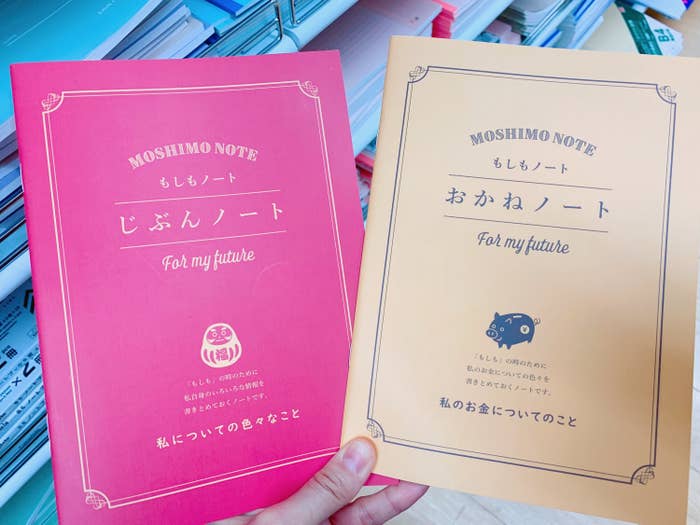 MOSHIMO NOTE
もしもノート
じぶんノート
For my future
福
「もしも」の時のために
私自身のいろいろな情報を
書きとめておくノートです。
私についての色々なこと
MOSHIMO NOTE
もしもノート
おかねノート
For my future
¥
「もしも」の時のために
私のお金についての色々を
書きとめておくノートです。
私のお金についてのこと
B4